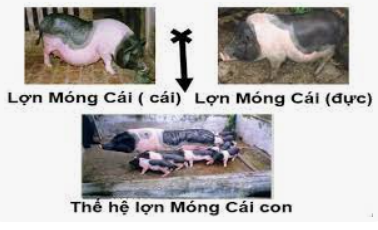 Lợn Móng Cái ( cái)
Lợn Móng Cái (đực)
Thế hệ lợn Móng Cái con